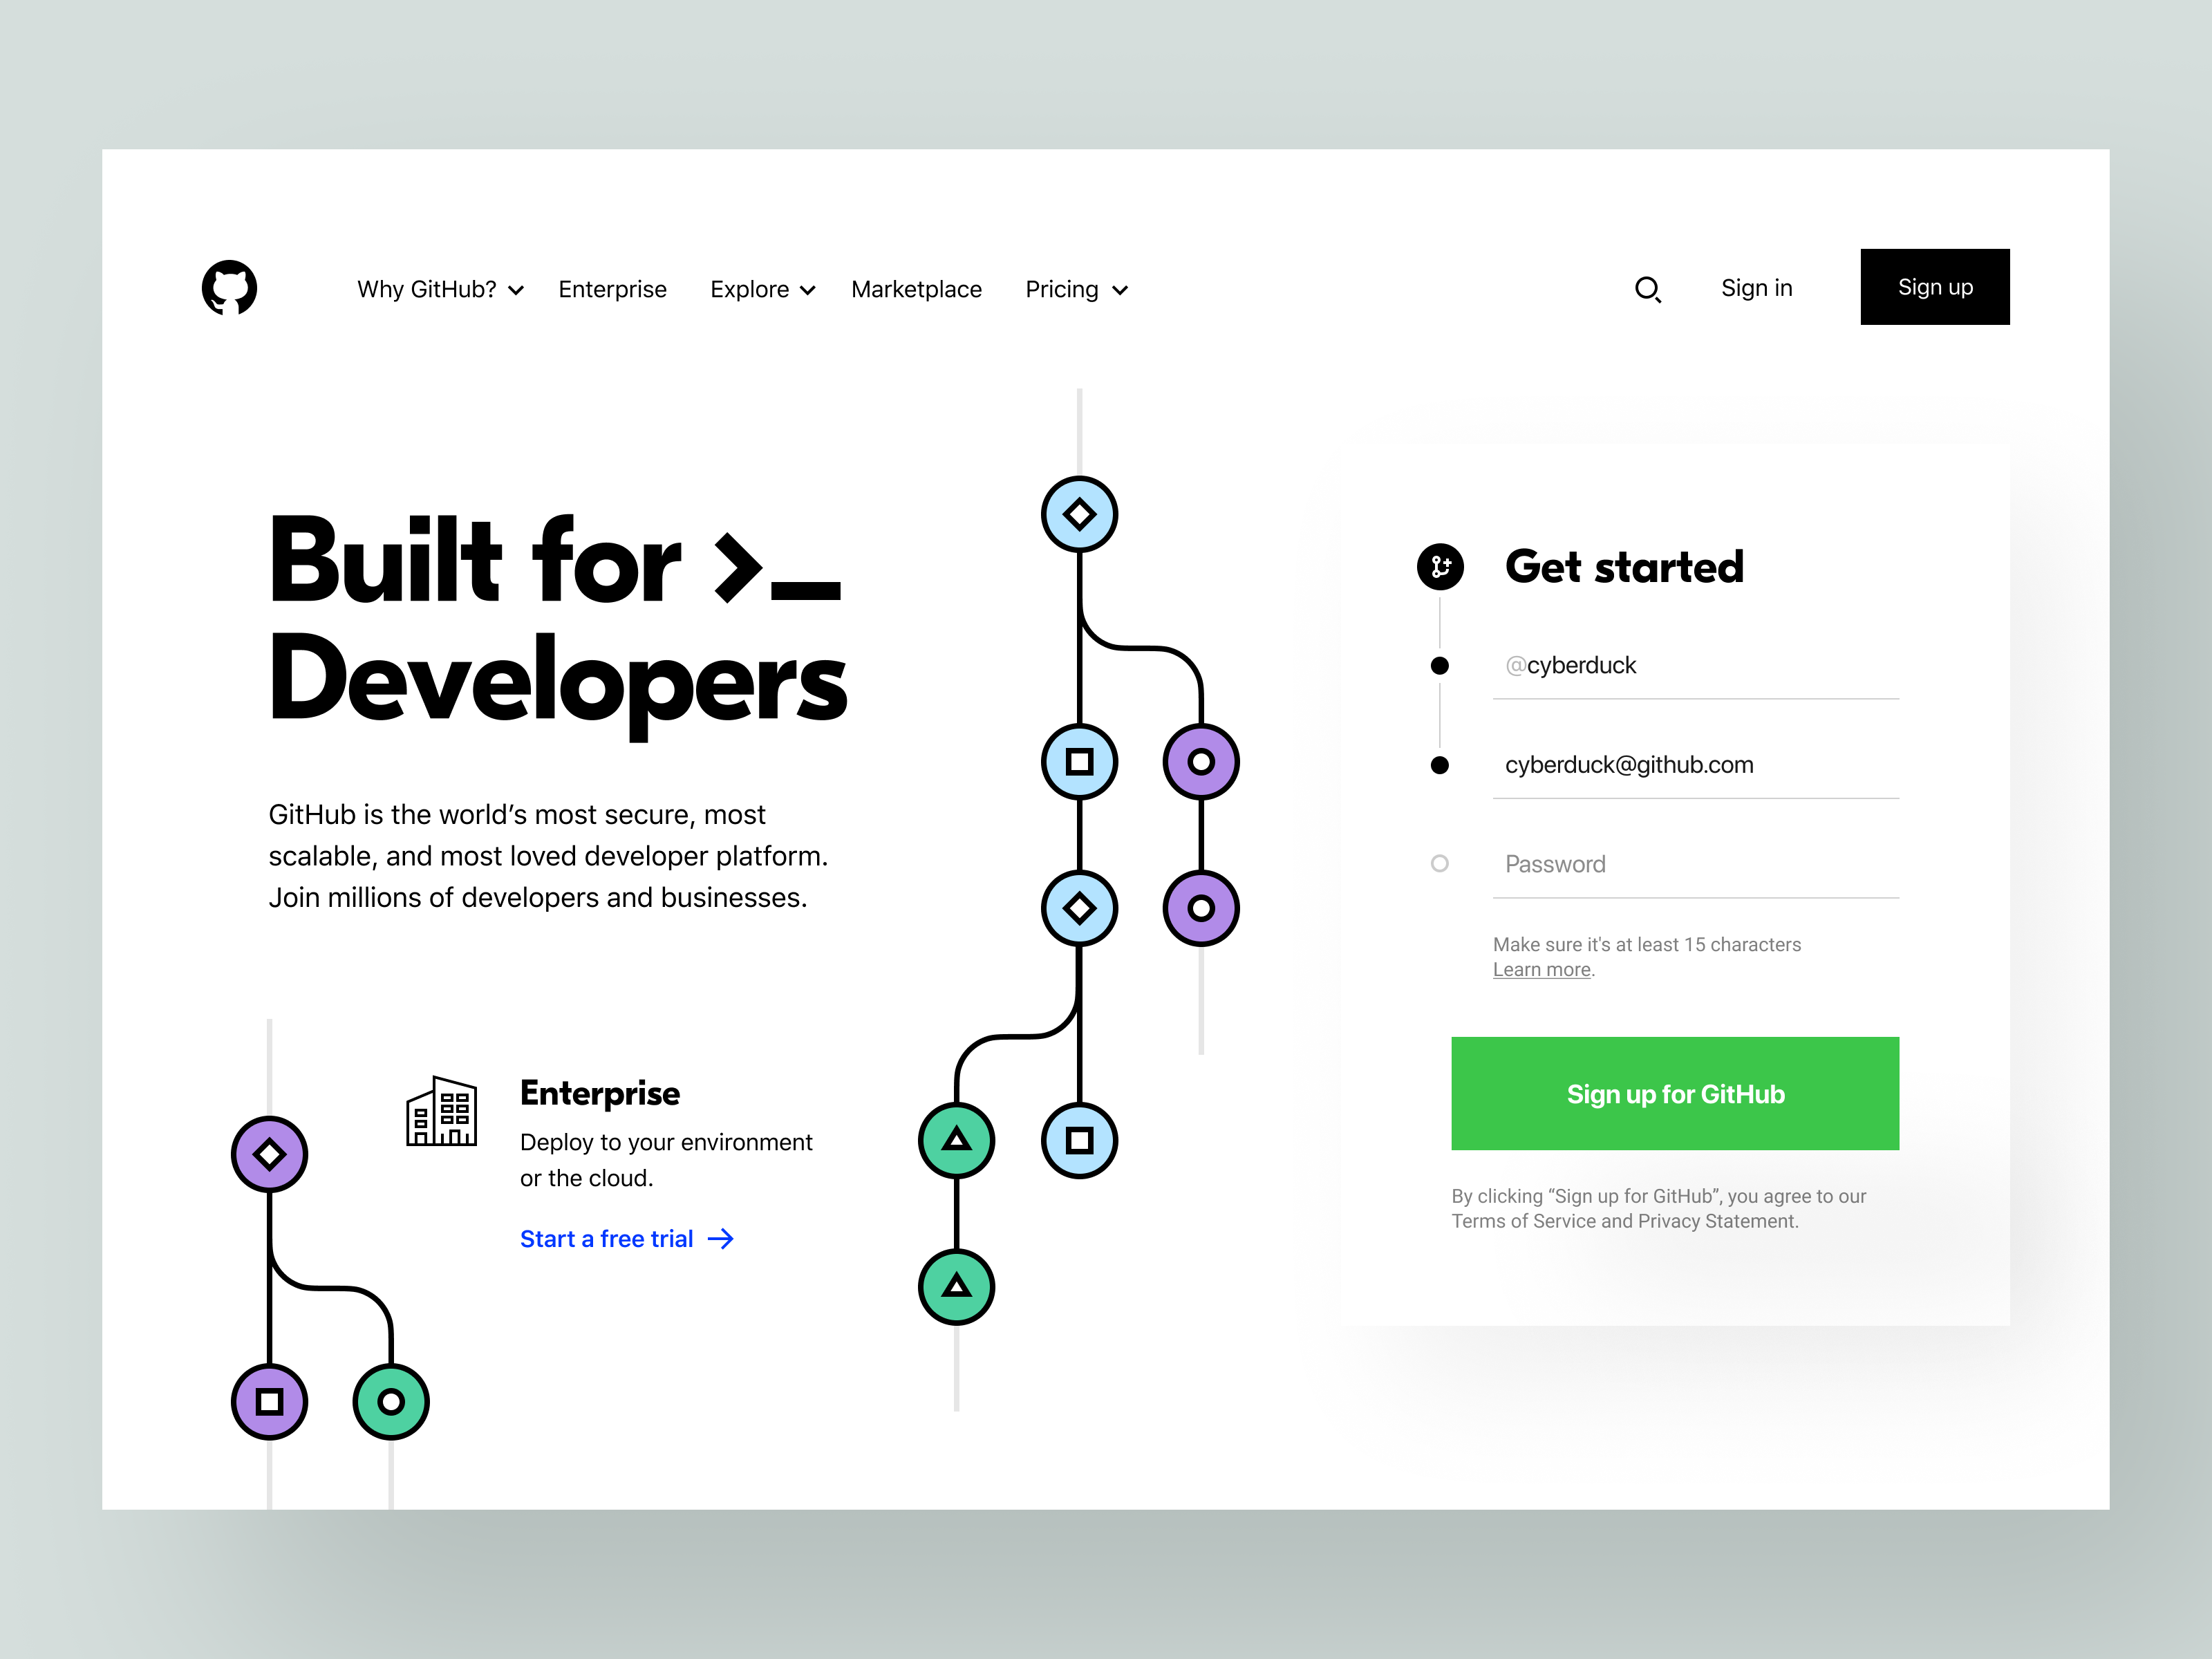 Why GitHub? Enterprise Explore Marketplace Pricing Sign in Sign up
Built for >_
Developers
GitHub is the world’s most secure, most
scalable, and most loved developer platform.
Join millions of developers and businesses.
Enterprise
Deploy to your environment
or the cloud.
Start a free trial →
Get started
@cyberduck
cyberduck@github.com
Password
Make sure it's at least 15 characters
Learn more.
Sign up for GitHub
By clicking “Sign up for GitHub”, you agree to our
Terms of Service and Privacy Statement.